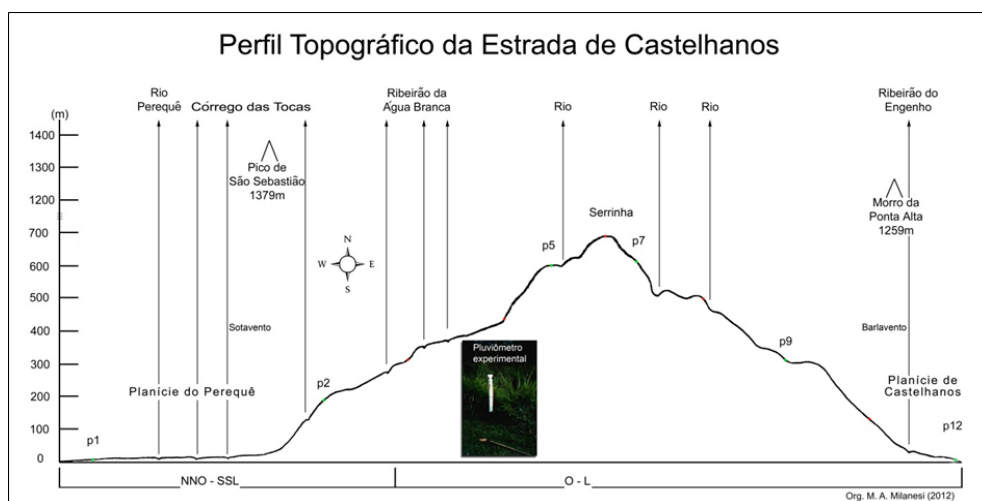 Perfil Topográfico da Estrada de Castelhanos
Rio
Perequê
Córrego das Tocas
Ribeirão da
Água Branca
Rio
Rio
Rio
Ribeirão do
Engenho
(m)
1400
1300
1200
700
600
500
400
300
200
100
0
Pico de
São Sebastião
1379m
Morro da
Ponta Alta
1259m
Serrinha
N
W
E
S
p5
p7
Sotavento
Barlavento
Pluviômetro
experimental
p9
p2
Planície do Perequê
Planície de
Castelhanos
p1
p12
NNO - SSL
O - L
Org. M. A. Milanesi (2012)